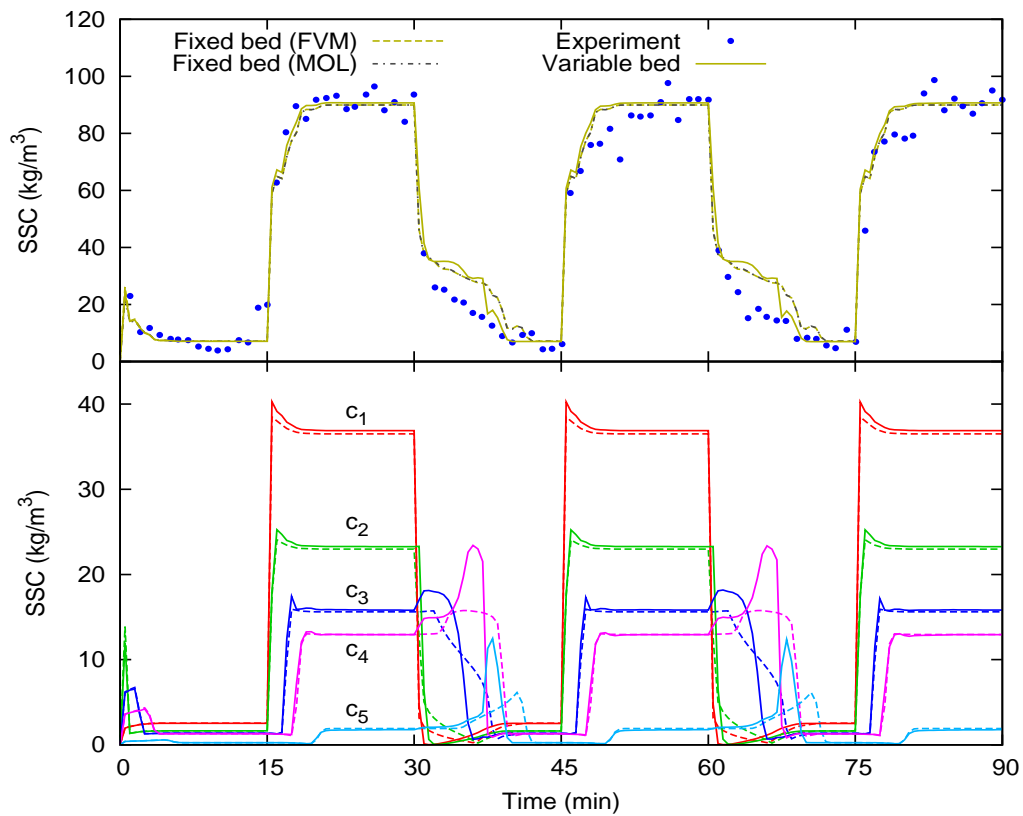 120
100
80
60
40
20
0
SSC (kg/m³)
Fixed bed (FVM)
Fixed bed (MOL)
Experiment
Variable bed
40
30
20
10
0
SSC (kg/m³)
c₁
c₂
c₃
c₄
c₅
0 15 30 45 60 75 90
Time (min)